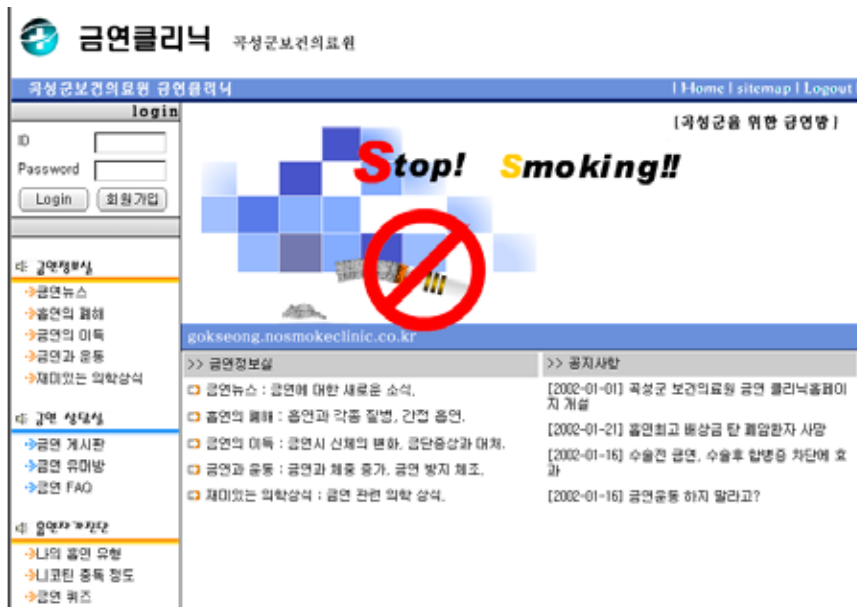 금연클리닉 곡성군보건의료원
곡성군보건의료원 금연클리닉
| Home | sitemap | Logout
login
ID
Password
Login 회원가입
금연정보실
금연뉴스
흡연의 폐해
금연의 이득
금연과 운동
재미있는 의학상식
금연 상담실
금연 게시판
금연 유머방
금연 FAQ
흡연자가진단
나의 흡연 유형
니코틴 중독 정도
금연 퀴즈
[곡성군을 위한 금연방]
Stop! Smoking!!
gokseong.nosmokeclinic.co.kr
>> 금연정보실
금연뉴스 : 금연에 대한 새로운 소식.
흡연의 폐해 : 흡연과 각종 질병, 간접 흡연.
금연의 이득 : 금연시 신체의 변화, 금단증상과 대처.
금연과 운동 : 금연과 체중 증가, 금연 방지 체조.
재미있는 의학상식 : 금연 관련 의학 상식.
>> 공지사항
[2002-01-01] 곡성군 보건의료원 금연 클리닉홈페이
지 개설
[2002-01-21] 흡연최고 배상금 탄 폐암환자 사망
[2002-01-16] 수술전 금연, 수술후 합병증 차단에 효
과
[2002-01-16] 금연운동 하지 말라고?